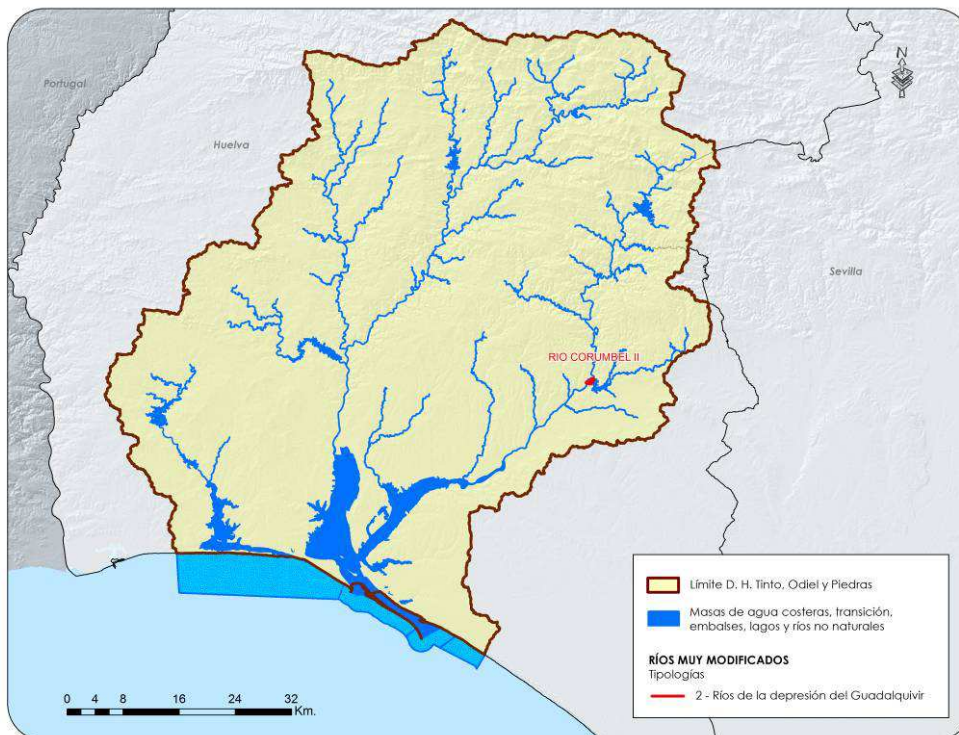 N
Portugal
Huelva
Sevilla
RIO CORUMBEL II
Límite D. H. Tinto, Odiel y Piedras
Masas de agua costeras, transición,
embalses, lagos y ríos no naturales
RÍOS MUY MODIFICADOS
Tipologías
2 - Ríos de la depresión del Guadalquivir
0 4 8 16 24 32
Km.